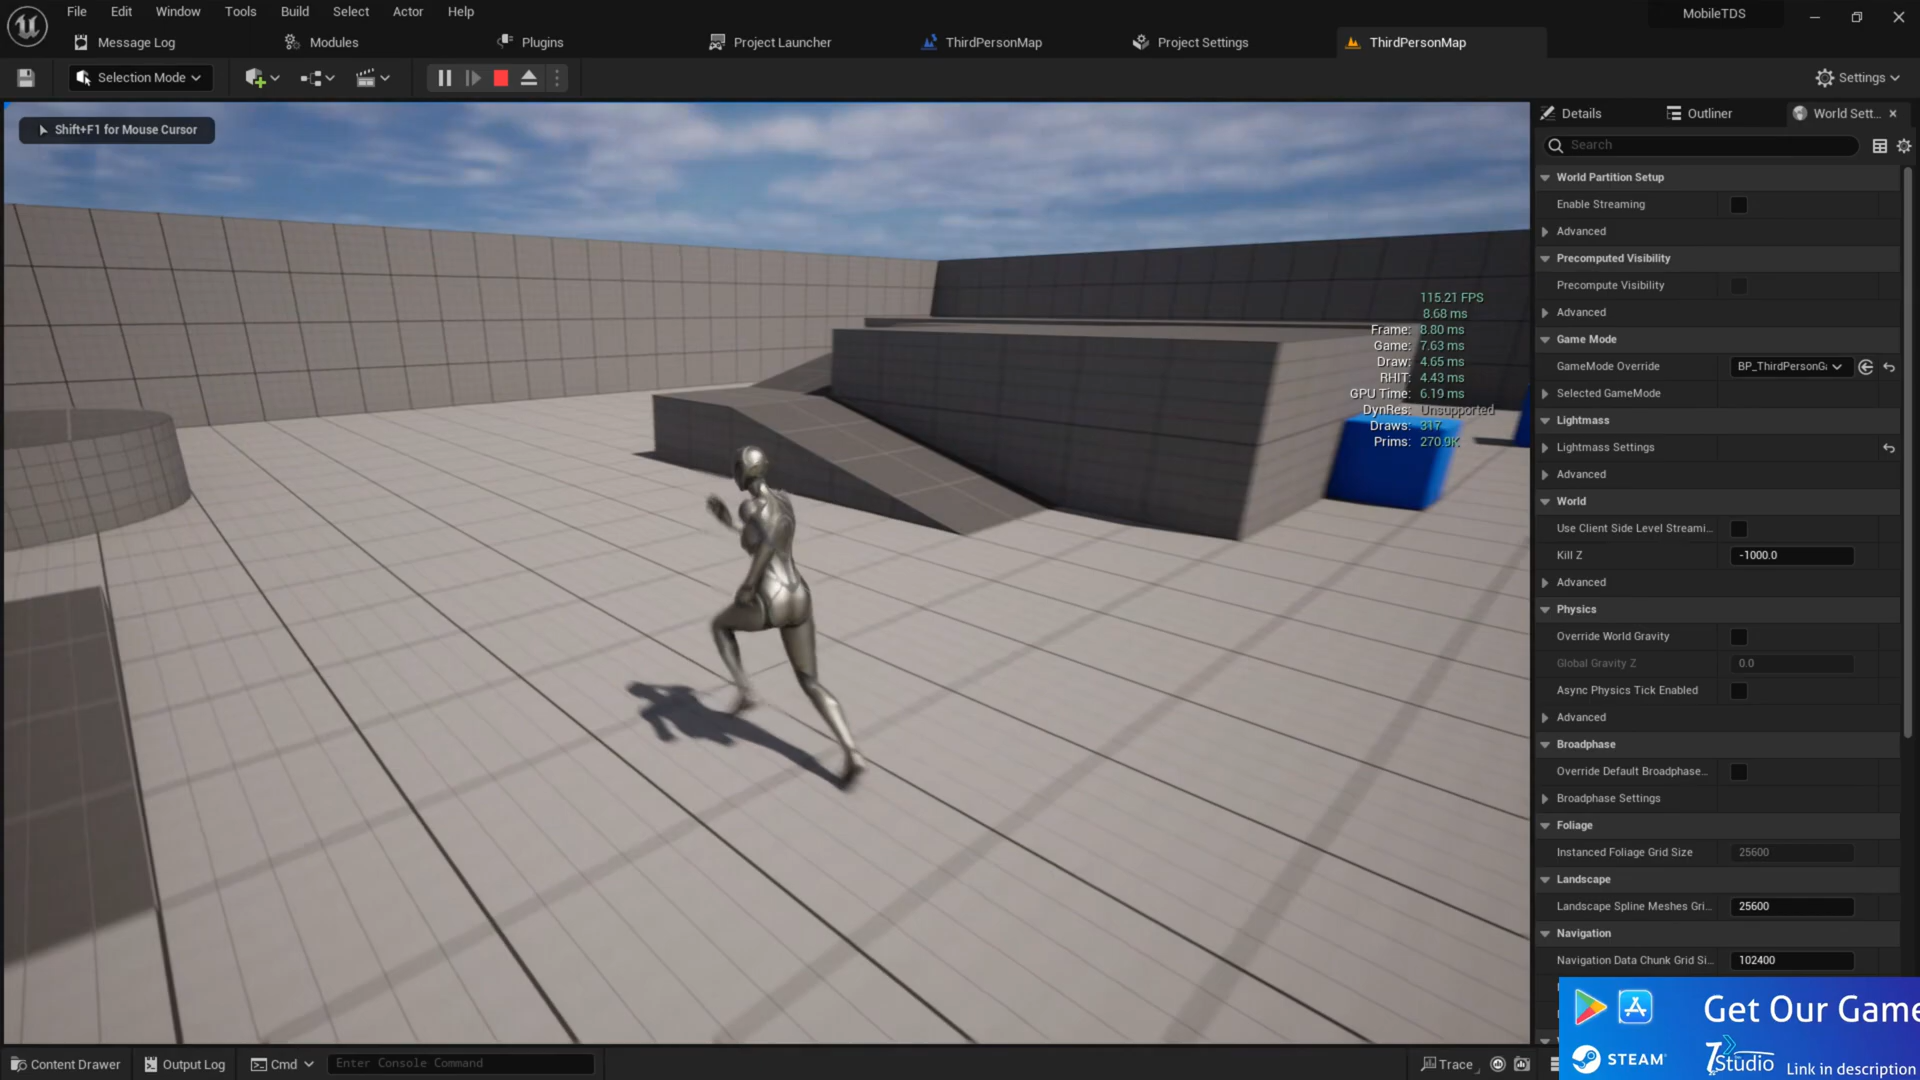 File Edit Window Tools Build Select Actor Help
MobileTDS
Message Log
Modules
Plugins
Project Launcher
ThirdPersonMap
Project Settings
ThirdPersonMap
Selection Mode
Settings
Shift+F1 for Mouse Cursor
115.21 FPS
8.68 ms
Frame: 8.80 ms
Game: 7.63 ms
Draw: 4.65 ms
RHIT: 4.43 ms
GPU Time: 6.19 ms
DynRes: Unsupported
Draws: 317
Prims: 270.9K
Details
Outliner
World Sett...
Search
World Partition Setup
Enable Streaming
Advanced
Precomputed Visibility
Precompute Visibility
Advanced
Game Mode
GameMode Override BP_ThirdPersonGa
Selected GameMode
Lightmass
Lightmass Settings
Advanced
World
Use Client Side Level Streami...
Kill Z -1000.0
Advanced
Physics
Override World Gravity
Global Gravity Z 0.0
Async Physics Tick Enabled
Advanced
Broadphase
Override Default Broadphase...
Broadphase Settings
Foliage
Instanced Foliage Grid Size 25600
Landscape
Landscape Spline Meshes Gri... 25600
Navigation
Navigation Data Chunk Grid Si... 102400
Get Our Game
STEAM
7Studio
Link in description
Content Drawer
Output Log
Cmd
Enter Console Command
Trace